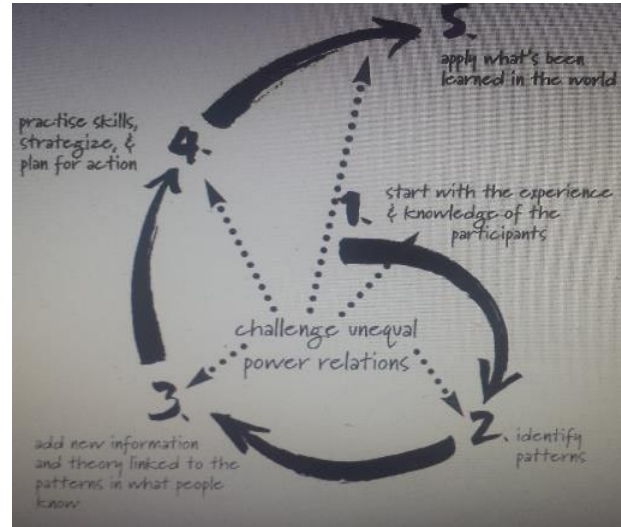 1. start with the experience
& knowledge of the
participants
2. identify
patterns
3.
add new information
and theory linked to the
patterns in what people
know
4.
practise skills,
strategize, &
plan for action
5.
apply what's been
learned in the world
challenge unequal
power relations